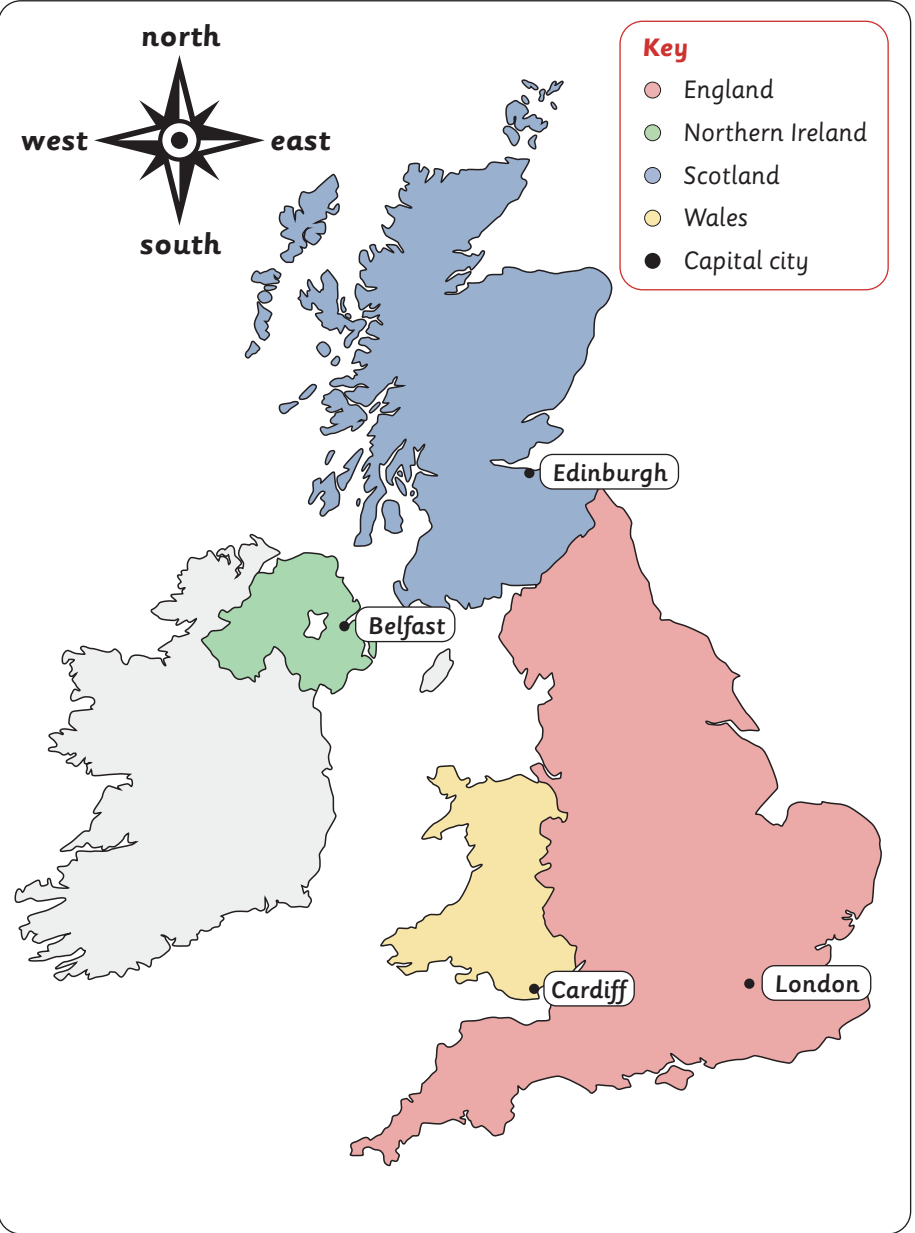 north
west
east
south
Key
England
Northern Ireland
Scotland
Wales
Capital city
Edinburgh
Belfast
Cardiff
London